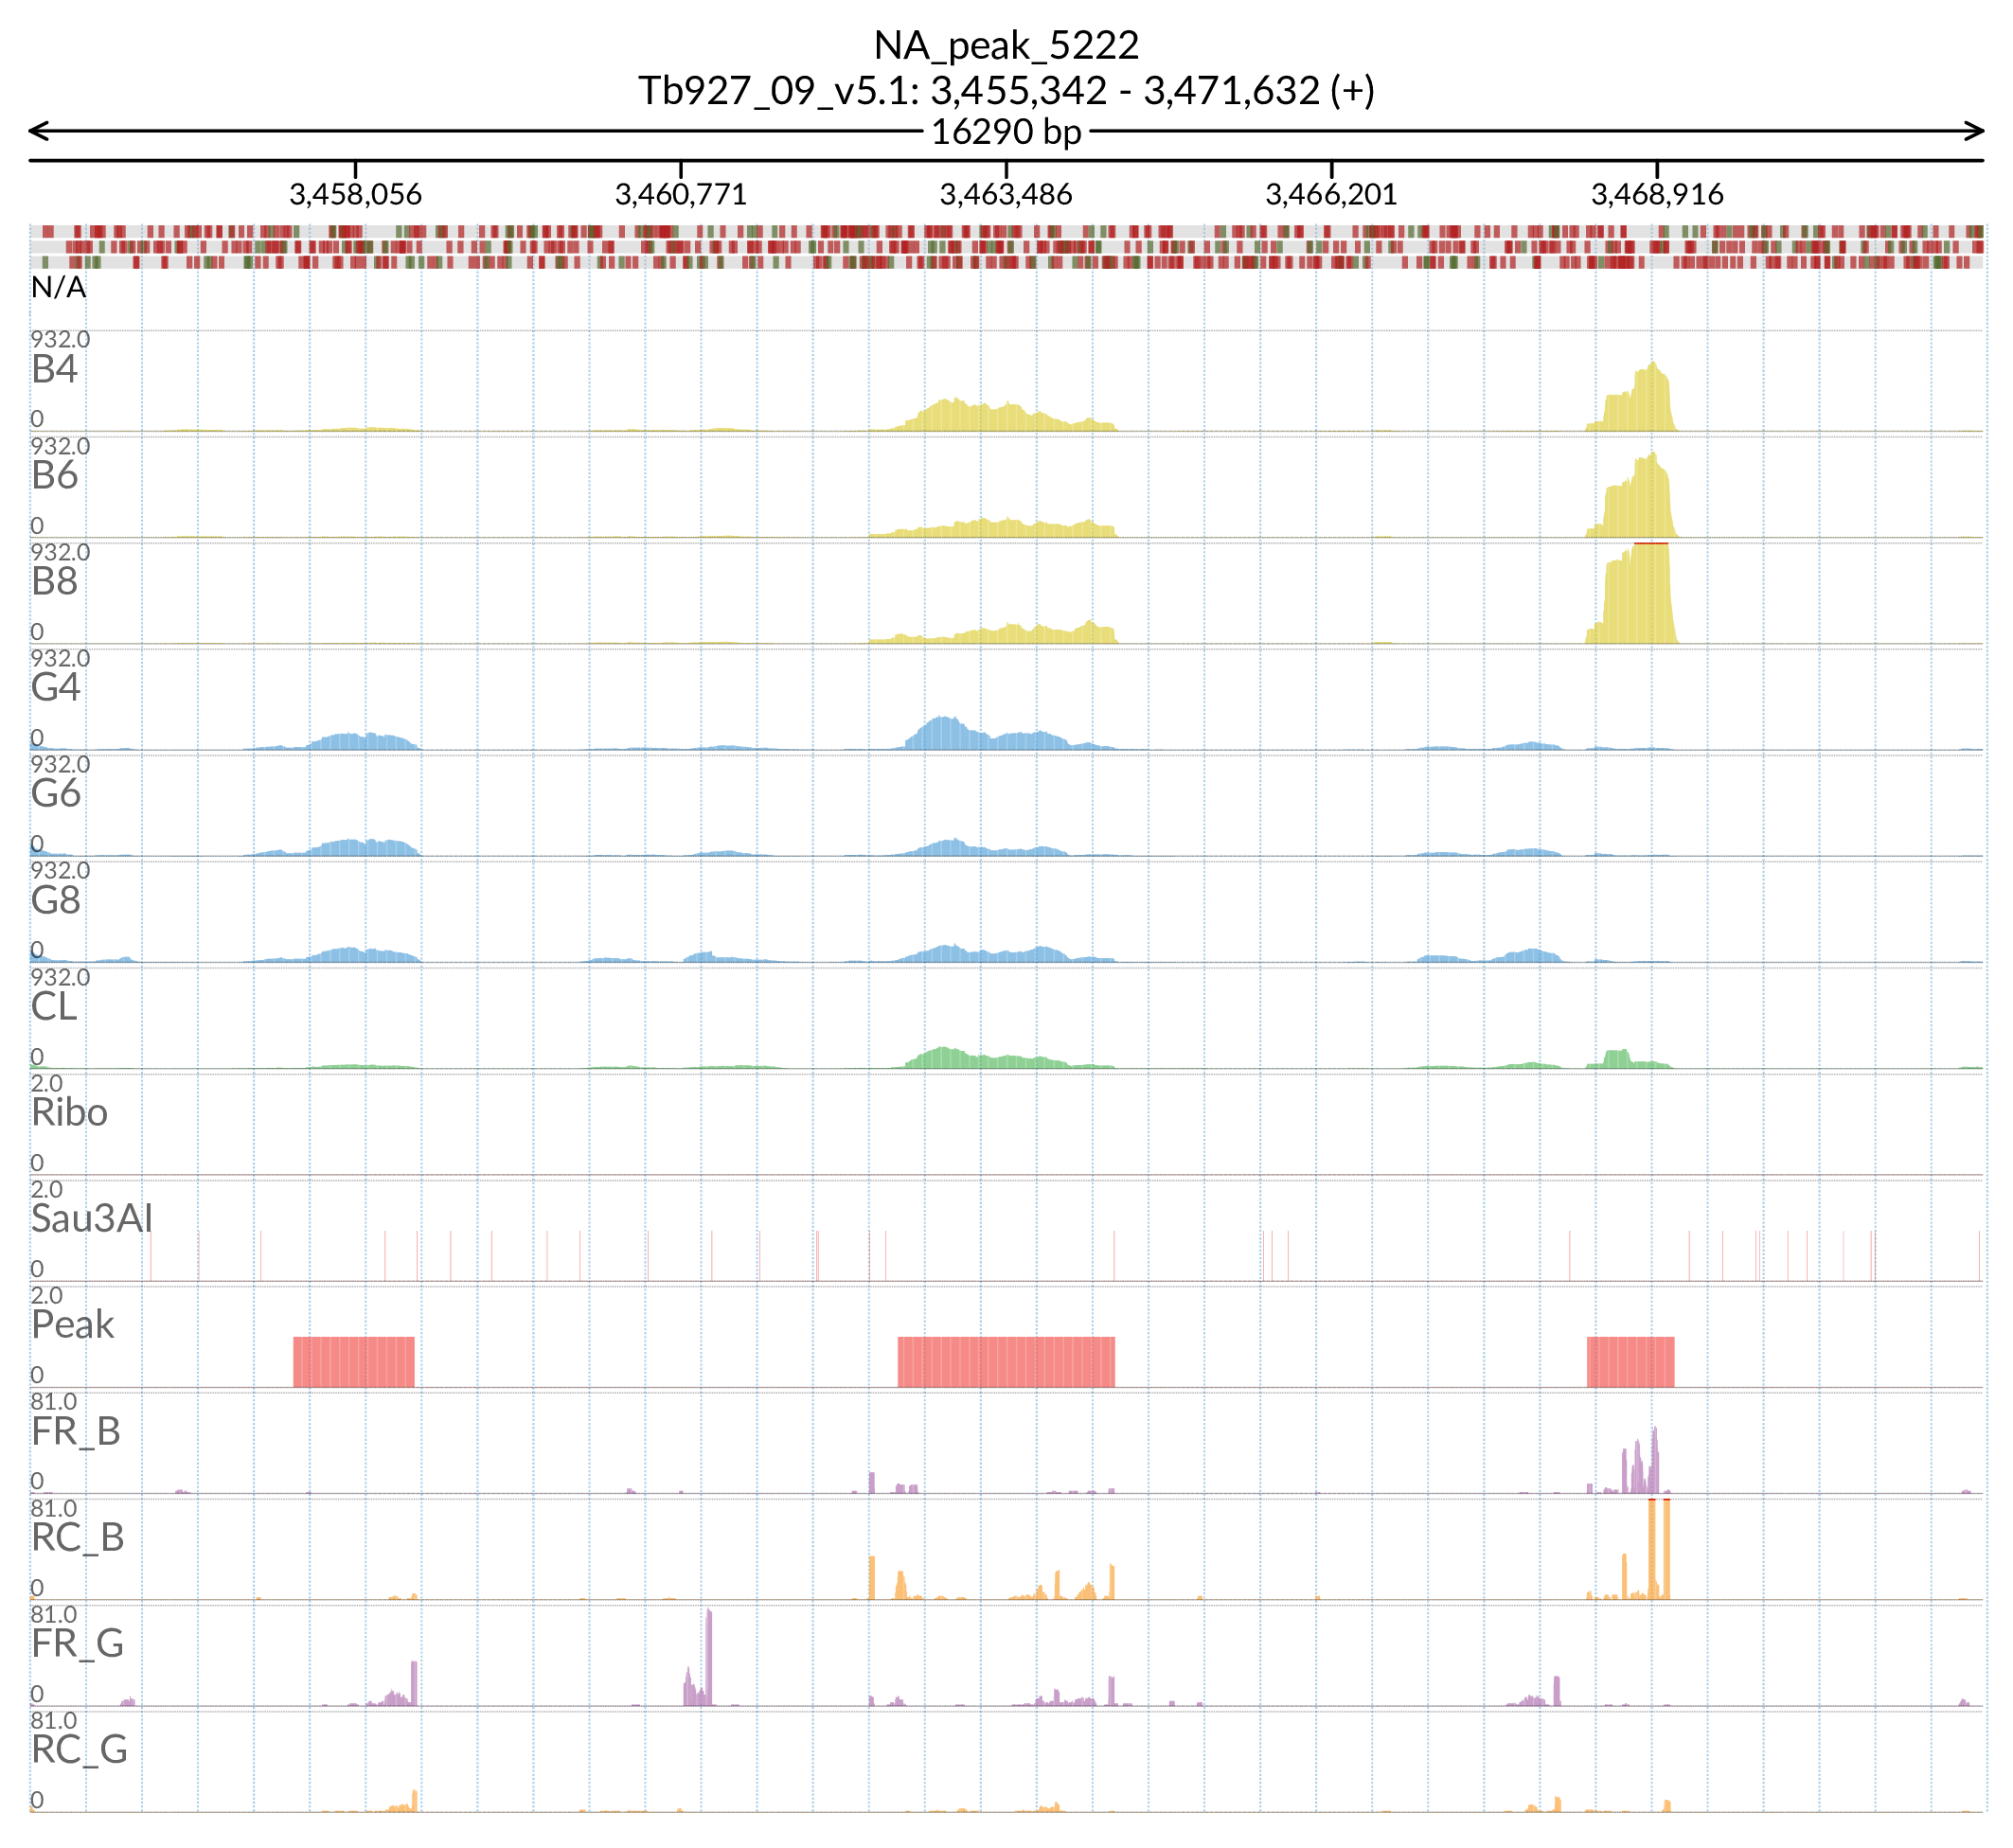 NA_peak_5222
Tb927_09_v5.1: 3,455,342 - 3,471,632 (+)
16290 bp
3,458,056 3,460,771 3,463,486 3,466,201 3,468,916
N/A
932.0
B4
0
932.0
B6
0
932.0
B8
0
932.0
G4
0
932.0
G6
0
932.0
G8
0
932.0
CL
0
2.0
Ribo
0
2.0
Sau3AI
0
2.0
Peak
0
81.0
FR_B
0
81.0
RC_B
0
81.0
FR_G
0
81.0
RC_G
0